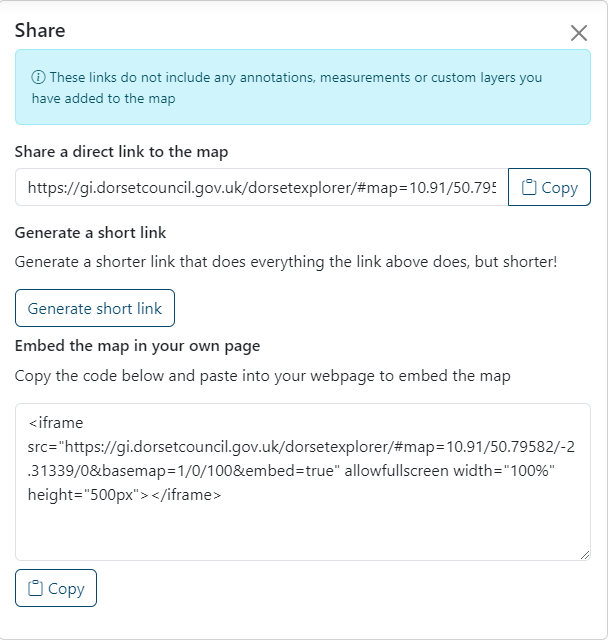 Share
These links do not include any annotations, measurements or custom layers you
have added to the map
Share a direct link to the map
https://gi.dorsetcouncil.gov.uk/dorsetexplorer/#map=10.91/50.795
Copy
Generate a short link
Generate a shorter link that does everything the link above does, but shorter!
Generate short link
Embed the map in your own page
Copy the code below and paste into your webpage to embed the map
<iframe
src="https://gi.dorsetcouncil.gov.uk/dorsetexplorer/#map=10.91/50.79582/-2
.31339/0&basemap=1/0/100&embed=true" allowfullscreen width="100%"
height="500px"></iframe>
Copy